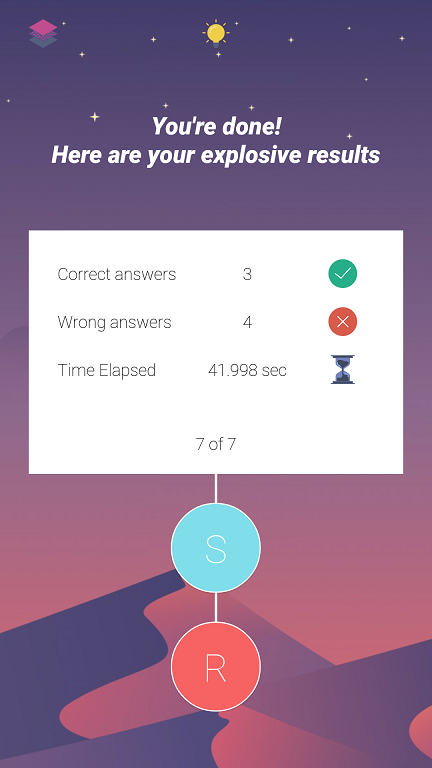 You're done!
Here are your explosive results
Correct answers 3
Wrong answers 4
Time Elapsed 41.998 sec
7 of 7
S
R